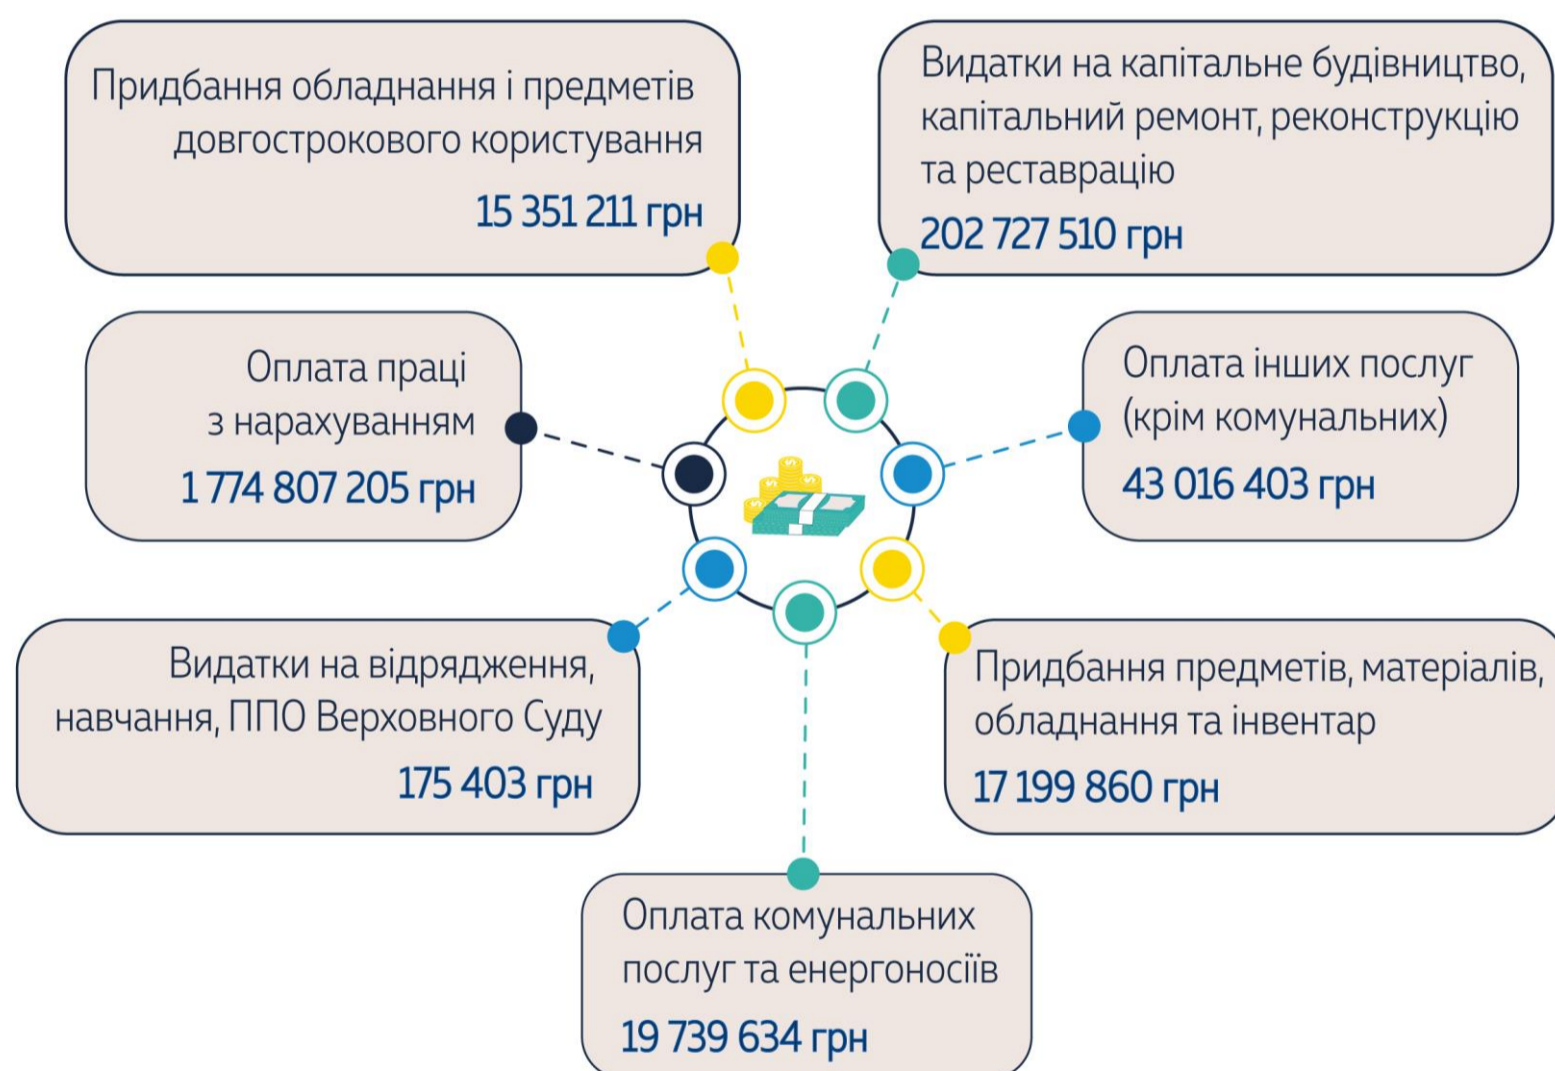 Придбання обладнання і предметів
довгострокового користування
15 351 211 грн
Видатки на капітальне будівництво,
капітальний ремонт, реконструкцію
та реставрацію
202 727 510 грн
Оплата праці
з нарахуванням
1 774 807 205 грн
Оплата інших послуг
(крім комунальних)
43 016 403 грн
Видатки на відрядження,
навчання, ППО Верховного Суду
175 403 грн
Придбання предметів, матеріалів,
обладнання та інвентар
17 199 860 грн
Оплата комунальних
послуг та енергоносіїв
19 739 634 грн